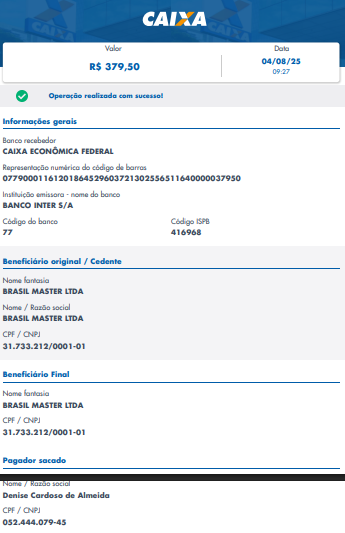 CAIXA
Valor
R$ 379,50
Data
04/08/25
09:27
Operação realizada com sucesso!
Informações gerais
Banco recebedor
CAIXA ECONÔMICA FEDERAL
Representação numérica do código de barras
07790001161201864529603721302556511640000037950
Instituição emissora - nome do banco
BANCO INTER S/A
Código do banco
77
Código ISPB
416968
Beneficiário original / Cedente
Nome fantasia
BRASIL MASTER LTDA
Nome / Razão social
BRASIL MASTER LTDA
CPF / CNPJ
31.733.212/0001-01
Beneficiário Final
Nome fantasia
BRASIL MASTER LTDA
CPF / CNPJ
31.733.212/0001-01
Pagador sacado
Nome / Razão social
Denise Cardoso de Almeida
CPF / CNPJ
052.444.079-45